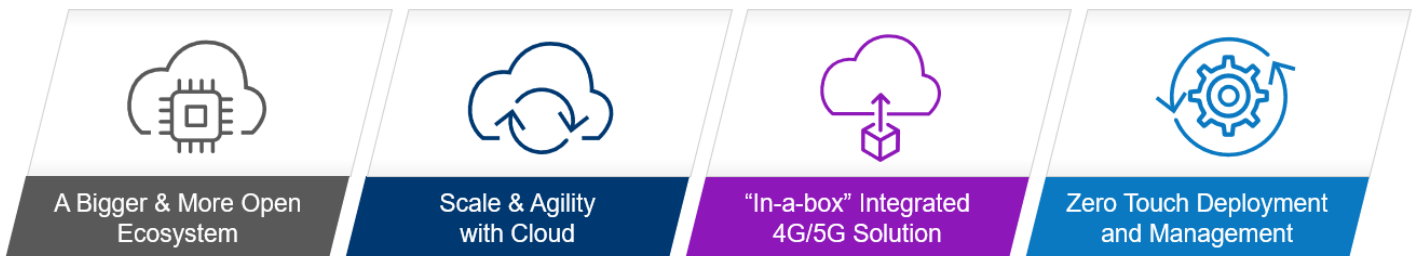 A Bigger & More Open
Ecosystem
Scale & Agility
with Cloud
“In-a-box” Integrated
4G/5G Solution
Zero Touch Deployment
and Management